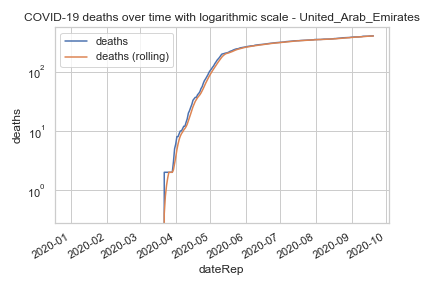 COVID-19 deaths over time with logarithmic scale - United_Arab_Emirates
deaths
deaths (rolling)
10²
10¹
10⁰
deaths
2020-01
2020-02
2020-03
2020-04
2020-05
2020-06
2020-07
2020-08
2020-09
2020-10
dateRep